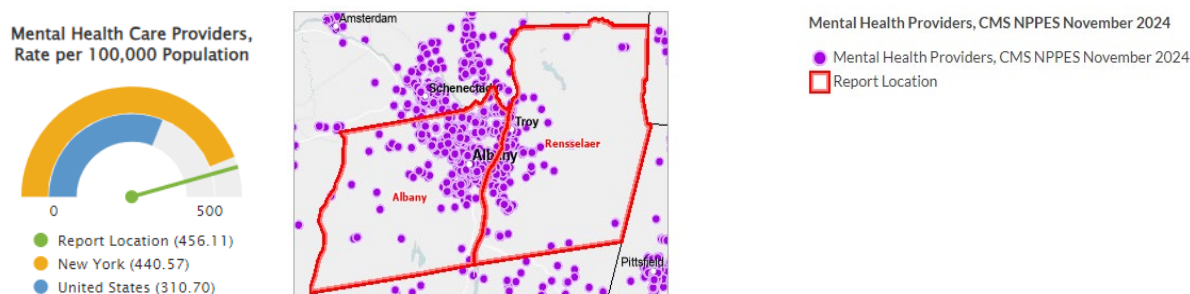 Mental Health Care Providers,
Rate per 100,000 Population
0
500
Report Location (456.11)
New York (440.57)
United States (310.70)
Amsterdam
Schenectady
Troy
Rensselaer
Albany
Albany
Pittsfield
Mental Health Providers, CMS NPPES November 2024
Mental Health Providers, CMS NPPES November 2024
Report Location